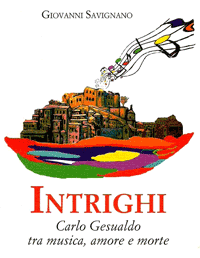 GIOVANNI SAVIGNANO
INTRIGHI
Carlo Gesualdo
tra musica, amore e morte